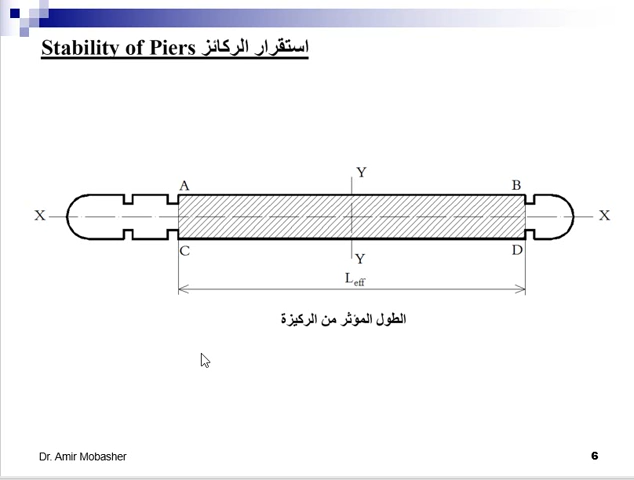 Stability of Piers استقرار الركائز
Y
A
B
X
X
C
Y
D
Leff
الطول المؤثر من الركيزة
Dr. Amir Mobasher
6